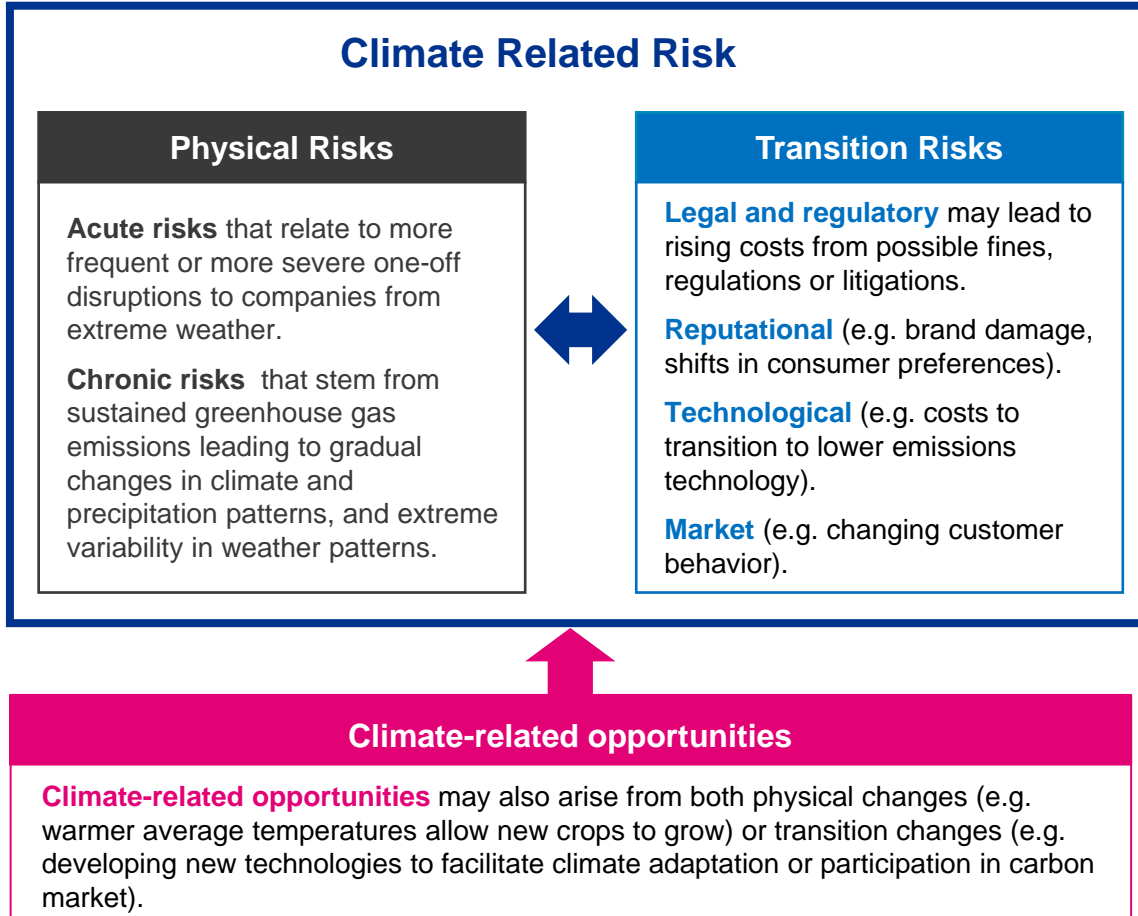 Climate Related Risk
Physical Risks
Acute risks that relate to more
frequent or more severe one-off
disruptions to companies from
extreme weather.
Chronic risks that stem from
sustained greenhouse gas
emissions leading to gradual
changes in climate and
precipitation patterns, and extreme
variability in weather patterns.
Transition Risks
Legal and regulatory may lead to
rising costs from possible fines,
regulations or litigations.
Reputational (e.g. brand damage,
shifts in consumer preferences).
Technological (e.g. costs to
transition to lower emissions
technology).
Market (e.g. changing customer
behavior).
Climate-related opportunities
Climate-related opportunities may also arise from both physical changes (e.g.
warmer average temperatures allow new crops to grow) or transition changes (e.g.
developing new technologies to facilitate climate adaptation or participation in carbon
market).